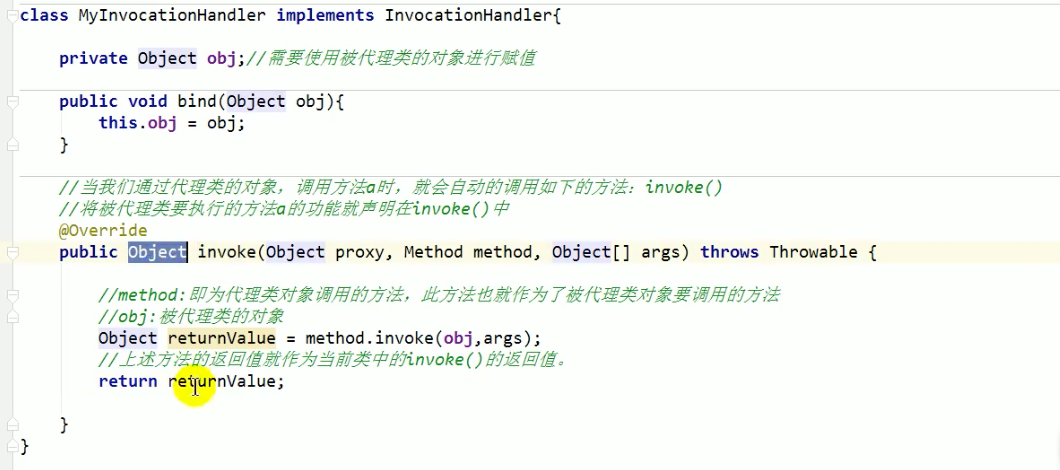 class MyInvocationHandler implements InvocationHandler{
private Object obj;//需要使用被代理类的对象进行赋值
public void bind(Object obj){
this.obj = obj;
}
//当我们通过代理类的对象，调用方法a时，就会自动的调用如下的方法：invoke()
//将被代理类要执行的方法a的功能就声明在invoke()中
@Override
public Object invoke(Object proxy, Method method, Object[] args) throws Throwable {
//method:即为代理类对象调用的方法，此方法也就作为了被代理类对象要调用的方法
//obj:被代理类的对象
Object returnValue = method.invoke(obj,args);
//上述方法的返回值就作为当前类中的invoke()的返回值。
return returnValue;
}
}